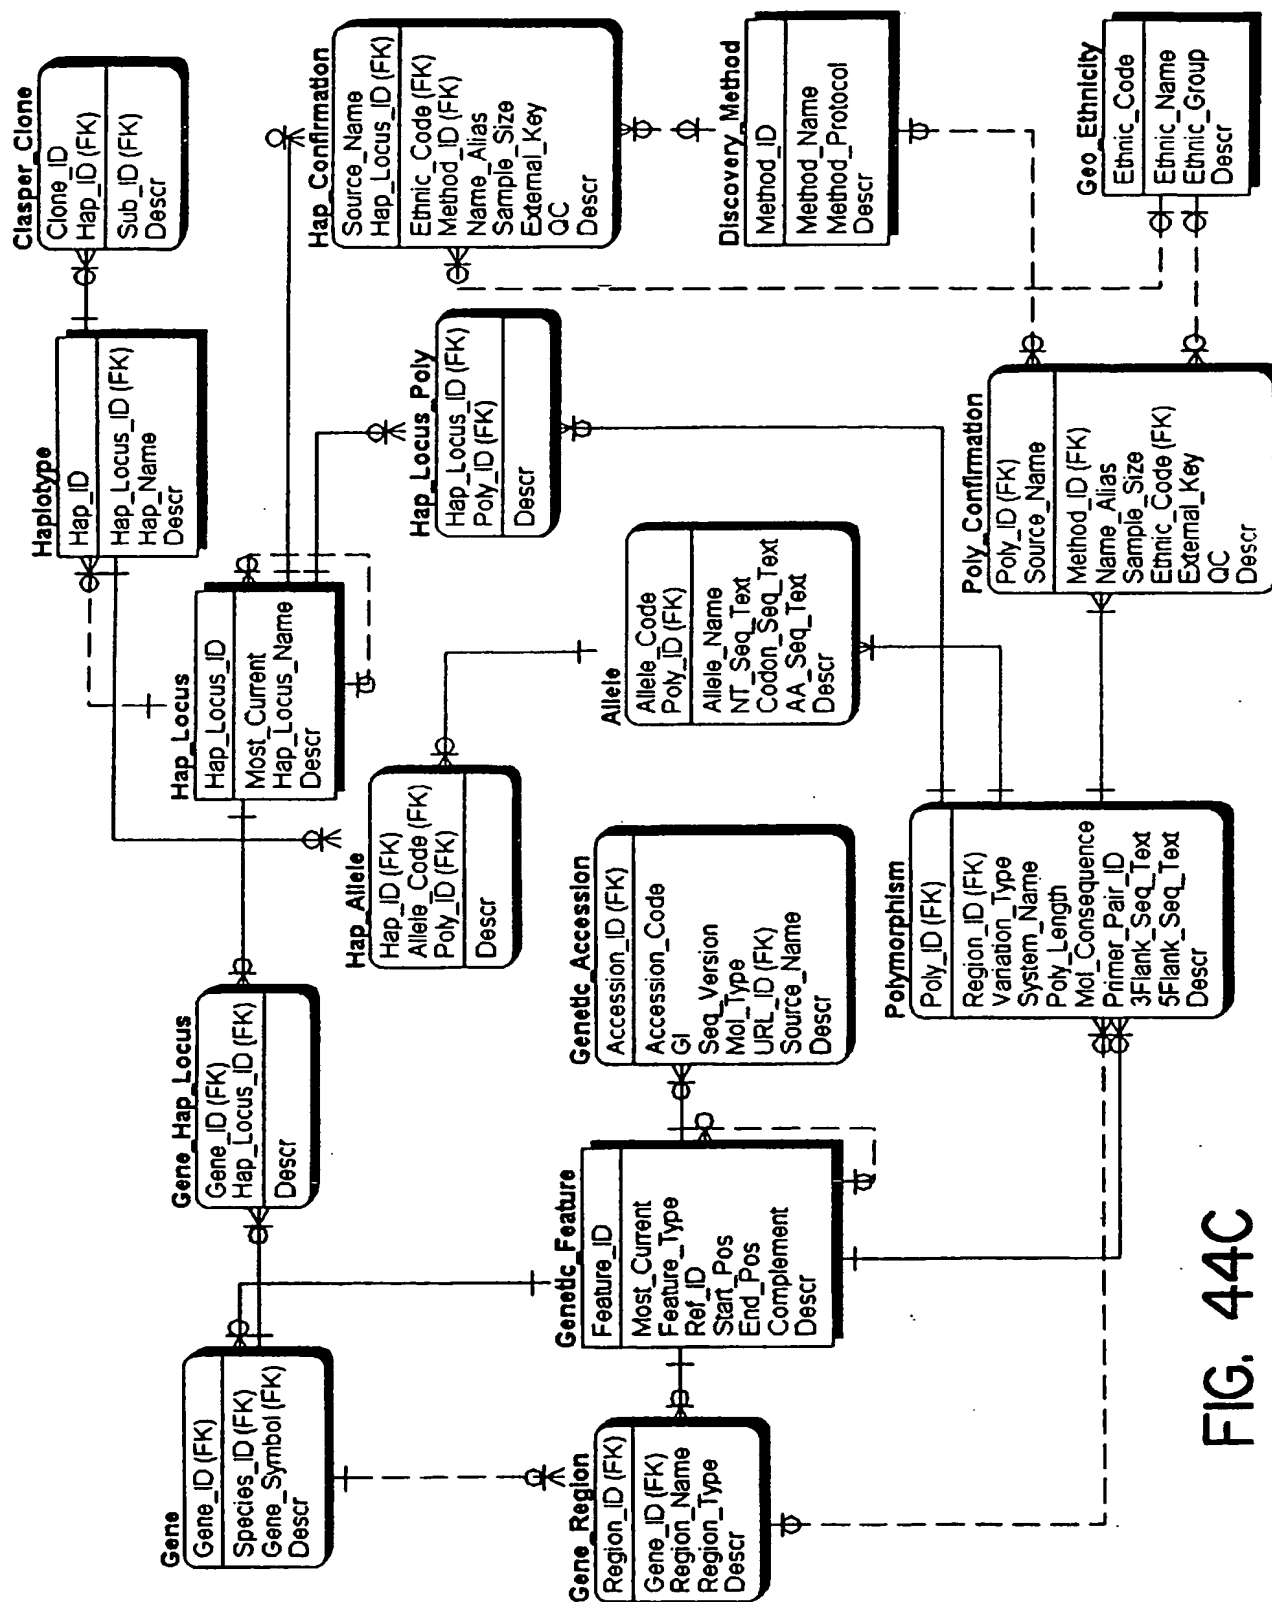 Gene
Gene_ID (FK)
Species_ID (FK)
Gene_Symbol (FK)
Descr
Gene_Hap_Locus
Gene_ID (FK)
Hap_Locus_ID (FK)
Descr
Hap_Locus
Hap_Locus_ID
Most_Current
Hap_Locus_Name
Descr
Haplotype
Hap_ID
Hap_Locus_ID (FK)
Hap_Name
Descr
Clasper_Clone
Clone_ID
Hap_ID (FK)
Sub_ID (FK)
Descr
Hap_Allele
Hap_ID (FK)
Allele_Code (FK)
Poly_ID (FK)
Descr
Hap_Locus_Poly
Hap_Locus_ID (FK)
Poly_ID (FK)
Descr
Hap_Confirmation
Source_Name
Hap_Locus_ID (FK)
Ethnic_Code (FK)
Method_ID (FK)
Name_Alias
Sample_Size
External_Key
QC
Descr
Gene_Region
Region_ID (FK)
Gene_ID (FK)
Region_Name
Region_Type
Descr
Genetic_Feature
Feature_ID
Most_Current
Feature_Type
Ref_ID
Start_Pos
End_Pos
Complement
Descr
Genetic_Accession
Accession_ID (FK)
Accession_Code
GI
Seq_Version
Mol_Type
URL_ID (FK)
Source_Name
Descr
Allele
Allele_Code
Poly_ID (FK)
Allele_Name
NT_Seq_Text
Codon_Seq_Text
AA_Seq_Text
Descr
Discovery_Method
Method_ID
Method_Name
Method_Protocol
Descr
Polymorphism
Poly_ID (FK)
Region_ID (FK)
Variation_Type
System_Name
Poly_Length
Mol_Consequence
Primer_Pair_ID
3Flank_Seq_Text
5Flank_Seq_Text
Descr
Poly_Confirmation
Poly_ID (FK)
Source_Name
Method_ID (FK)
Name_Alias
Sample_Size
Ethnic_Code (FK)
External_Key
QC
Descr
Geo_Ethnicity
Ethnic_Code
Ethnic_Name
Ethnic_Group
Descr
FIG. 44C